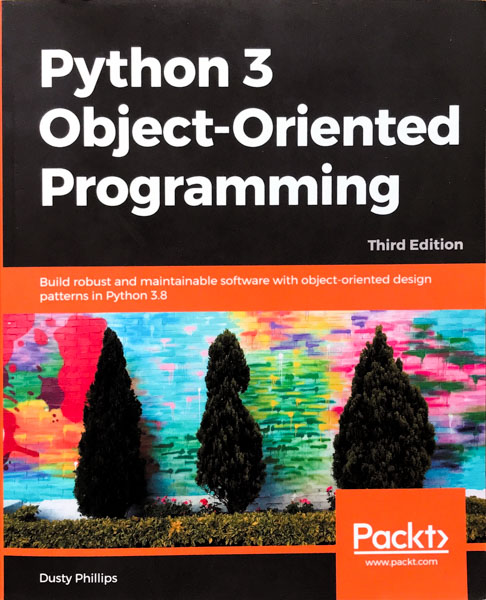 Python 3
Object-Oriented
Programming
Third Edition
Build robust and maintainable software with object-oriented design
patterns in Python 3.8
Packt>
www.packt.com
Dusty Phillips